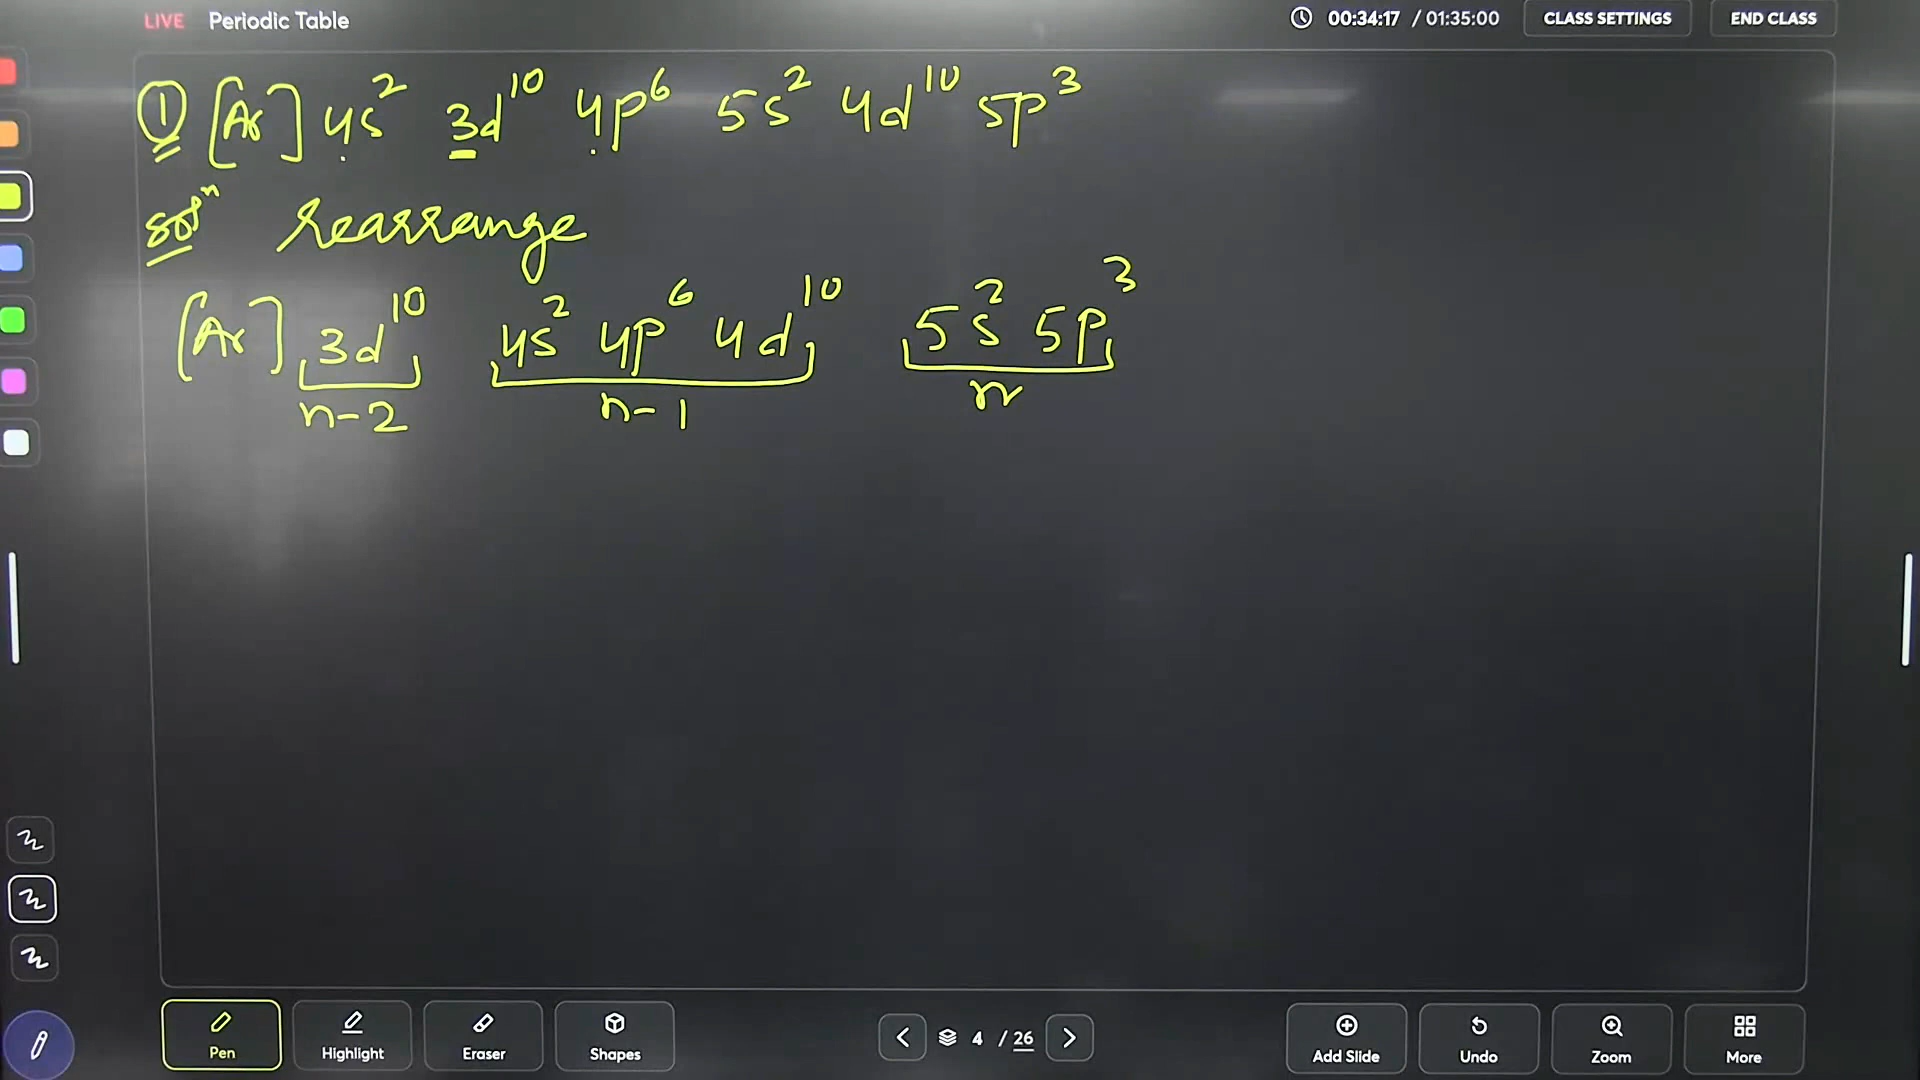 LIVE Periodic Table 00:34:17 / 01:35:00 CLASS SETTINGS END CLASS
① [Ar] 4s² 3d¹⁰ 4p⁶ 5s² 4d¹⁰ 5p³
solⁿ rearrange
[Ar] 3d¹⁰ 4s² 4p⁶ 4d¹⁰ 5s² 5p³
n-2 n-1 n
Pen Highlight Eraser Shapes 4 / 26 Add Slide Undo Zoom More